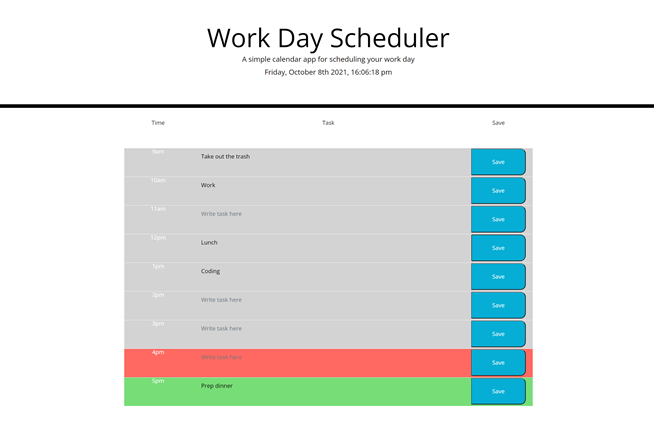 Work Day Scheduler
A simple calendar app for scheduling your work day
Friday, October 8th 2021, 16:06:18 pm
Time Task Save
9am Take out the trash Save
10am Work Save
11am Write task here Save
12pm Lunch Save
1pm Coding Save
2pm Write task here Save
3pm Write task here Save
4pm Write task here Save
5pm Prep dinner Save